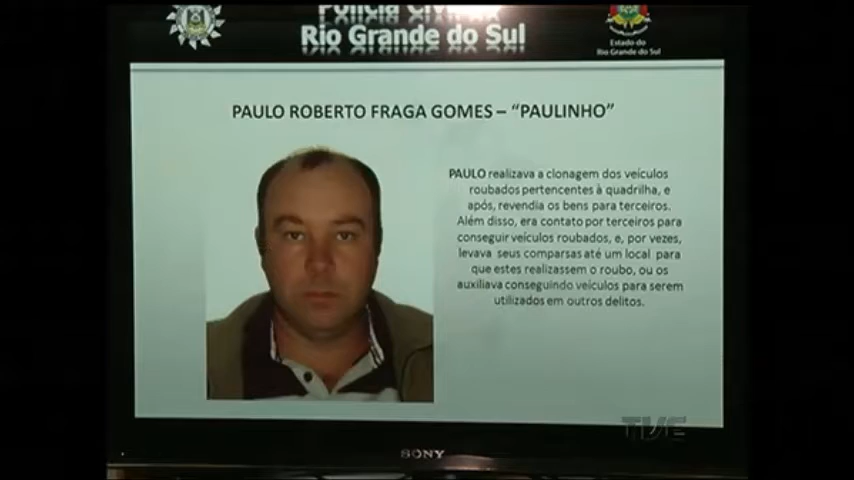 Polícia Civil
Rio Grande do Sul
Estado do
Rio Grande do Sul
PAULO ROBERTO FRAGA GOMES – “PAULINHO”
PAULO realizava a clonagem dos veículos
roubados pertencentes à quadrilha, e
após, revendia os bens para terceiros.
Além disso, era contato por terceiros para
conseguir veículos roubados, e, por vezes,
levava seus comparsas até um local para
que estes realizassem o roubo, ou os
auxiliava conseguindo veículos para serem
utilizados em outros delitos.
TVE
SONY